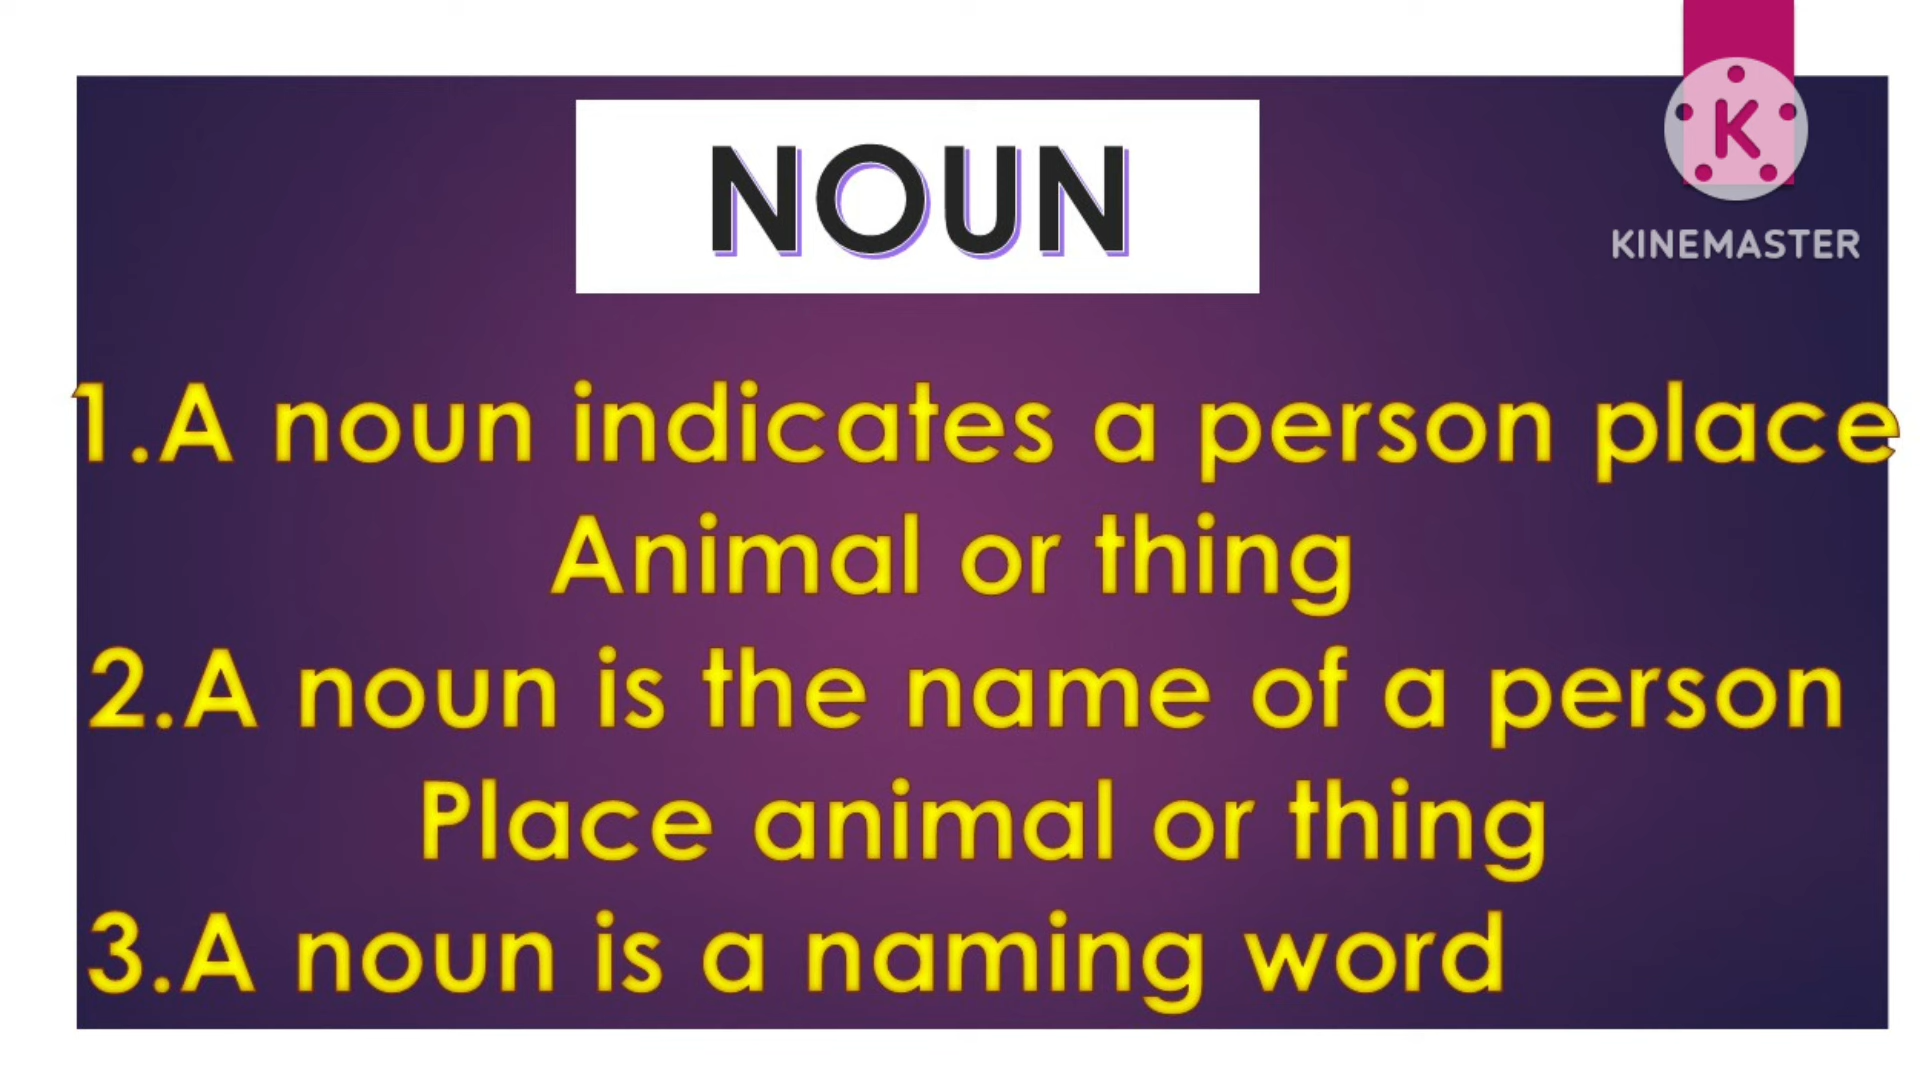 NOUN
K
KINEMASTER
1.A noun indicates a person place
Animal or thing
2.A noun is the name of a person
Place animal or thing
3.A noun is a naming word